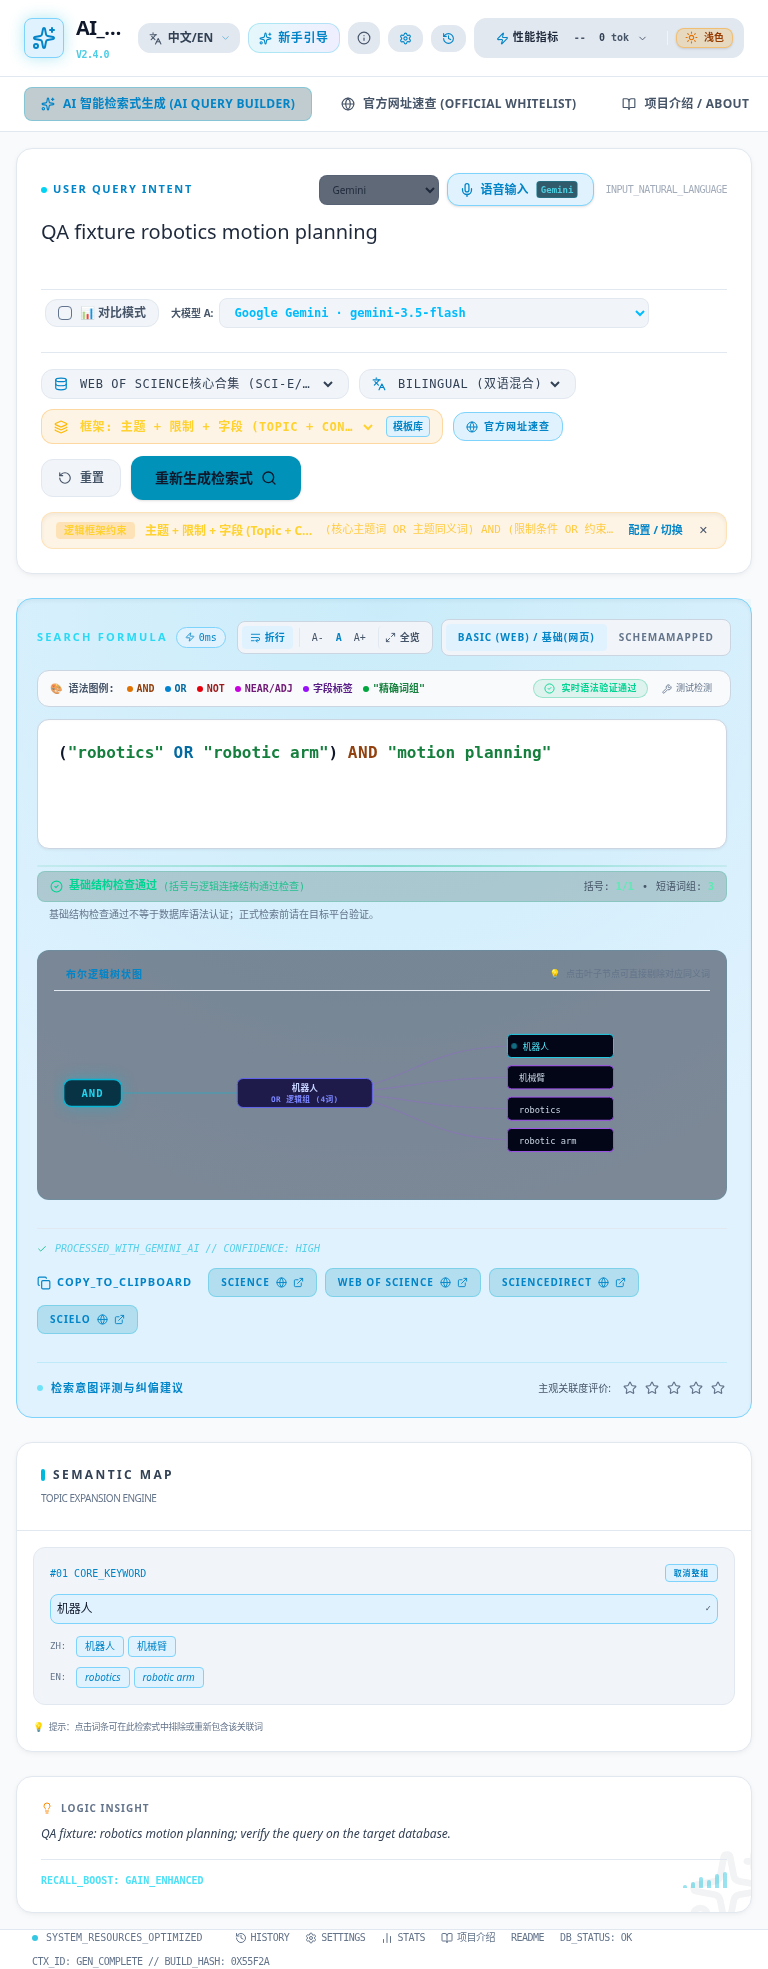 AI_...
V2.4.0
中文/EN
新手引导
性能指标 -- 0 tok
浅色
AI 智能检索式生成 (AI QUERY BUILDER)
官方网址速查 (OFFICIAL WHITELIST)
项目介绍 / ABOUT
USER QUERY INTENT
Gemini
语音输入 Gemini
INPUT_NATURAL_LANGUAGE
QA fixture robotics motion planning
📊 对比模式
大模型 A:
Google Gemini · gemini-3.5-flash
WEB OF SCIENCE核心合集 (SCI-E/...
BILINGUAL (双语混合)
框架: 主题 + 限制 + 字段 (TOPIC + CON...
模板库
官方网址速查
重置
重新生成检索式
逻辑框架约束
主题 + 限制 + 字段 (Topic + C...
(核心主题词 OR 主题同义词) AND (限制条件 OR 约束...
配置 / 切换
×
SEARCH FORMULA
0ms
折行
A- A A+
全览
BASIC (WEB) / 基础(网页)
SCHEMAMAPPED
🎨 语法图例:
AND
OR
NOT
NEAR/ADJ
字段标签
"精确词组"
实时语法验证通过
测试检测
("robotics" OR "robotic arm") AND "motion planning"
基础结构检查通过 (括号与逻辑连接结构通过检查)
括号: 1/1 • 短语词组: 3
基础结构检查通过不等于数据库语法认证；正式检索前请在目标平台验证。
布尔逻辑树状图
💡 点击叶子节点可直接剔除对应同义词
AND
机器人
OR 逻辑组 (4词)
机器人
机械臂
robotics
robotic arm
PROCESSED_WITH_GEMINI_AI // CONFIDENCE: HIGH
COPY_TO_CLIPBOARD
SCIENCE
WEB OF SCIENCE
SCIENCEDIRECT
SCIELO
检索意图评测与纠偏建议
主观关联度评价:
SEMANTIC MAP
TOPIC EXPANSION ENGINE
#01 CORE_KEYWORD
取消整组
机器人 ✓
ZH: 机器人 机械臂
EN: robotics robotic arm
💡 提示: 点击词条可在此检索式中排除或重新包含该关联词
LOGIC INSIGHT
QA fixture: robotics motion planning; verify the query on the target database.
RECALL_BOOST: GAIN_ENHANCED
SYSTEM_RESOURCES_OPTIMIZED
HISTORY
SETTINGS
STATS
项目介绍
README
DB_STATUS: OK
CTX_ID: GEN_COMPLETE // BUILD_HASH: 0X55F2A